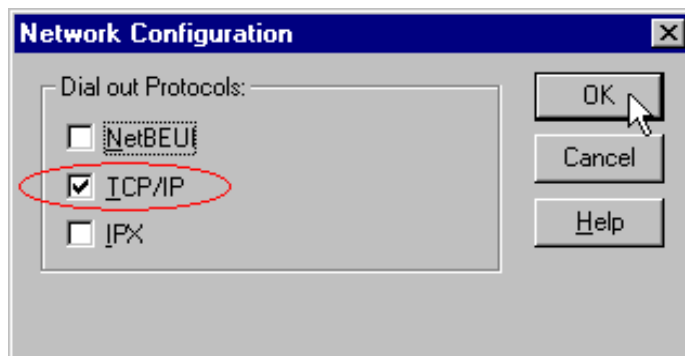 Network Configuration
Dial out Protocols:
NetBEUI
TCP/IP
IPX
OK
Cancel
Help